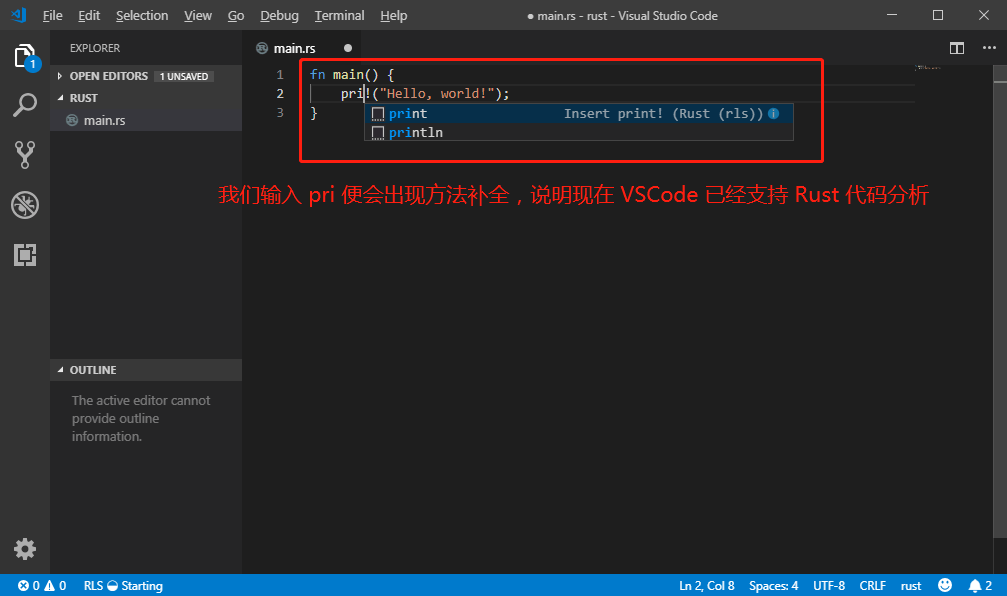 File Edit Selection View Go Debug Terminal Help
● main.rs - rust - Visual Studio Code
EXPLORER
main.rs ●
1
OPEN EDITORS 1 UNSAVED
RUST
main.rs
1 fn main() {
2 pri!("Hello, world!");
3 }
print Insert print! (Rust (rls))
println
我们输入 pri 便会出现方法补全，说明现在 VSCode 已经支持 Rust 代码分析
OUTLINE
The active editor cannot
provide outline
information.
0 0 RLS Starting
Ln 2, Col 8 Spaces: 4 UTF-8 CRLF rust 2